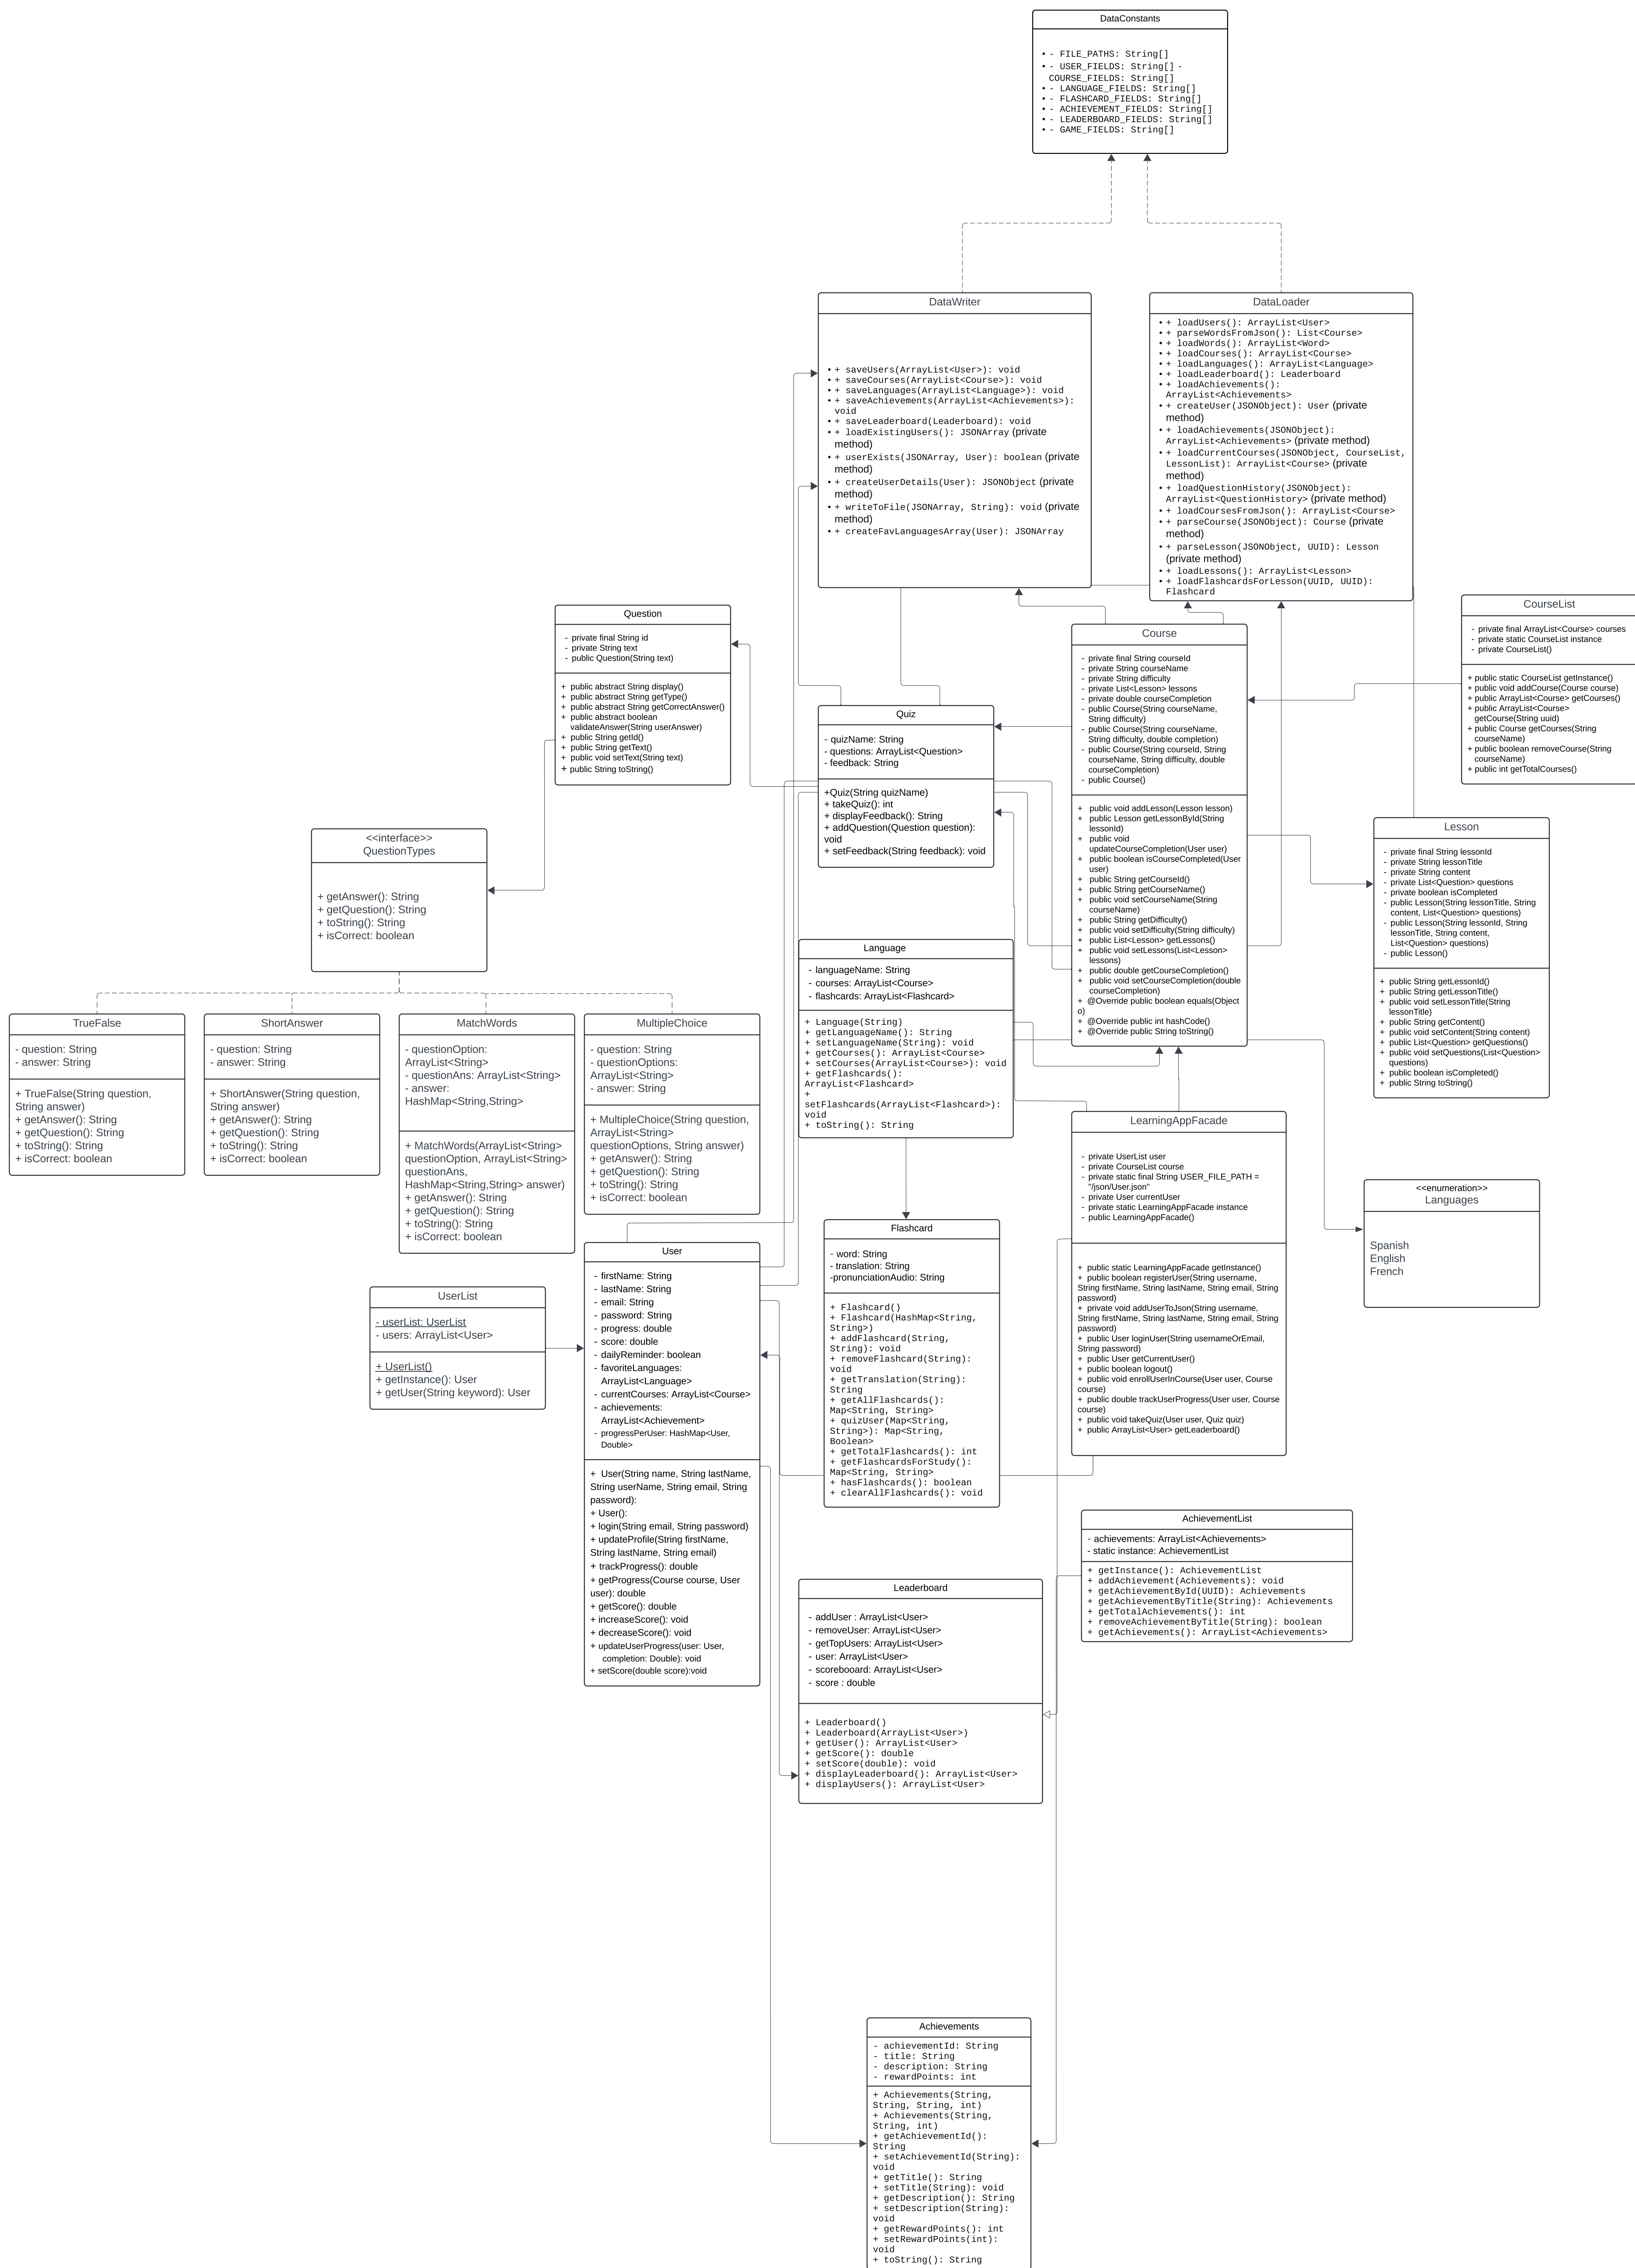 DataConstants
• - FILE_PATHS: String[]
• - USER_FIELDS: String[] -
COURSE_FIELDS: String[]
• - LANGUAGE_FIELDS: String[]
• - FLASHCARD_FIELDS: String[]
• - ACHIEVEMENT_FIELDS: String[]
• - LEADERBOARD_FIELDS: String[]
• - GAME_FIELDS: String[]
DataWriter
• + saveUsers(ArrayList<User>): void
• + saveCourses(ArrayList<Course>): void
• + saveLanguages(ArrayList<Language>): void
• + saveAchievements(ArrayList<Achievements>):
void
• + saveLeaderboard(Leaderboard): void
• + loadExistingUsers(): JSONArray (private
method)
• + userExists(JSONArray, User): boolean (private
method)
• + createUserDetails(User): JSONObject (private
method)
• + writeToFile(JSONArray, String): void (private
method)
• + createFavLanguagesArray(User): JSONArray
DataLoader
• + loadUsers(): ArrayList<User>
• + parseWordsFromJson(): List<Course>
• + loadWords(): ArrayList<Word>
• + loadCourses(): ArrayList<Course>
• + loadLanguages(): ArrayList<Language>
• + loadLeaderboard(): Leaderboard
• + loadAchievements():
ArrayList<Achievements>
• + createUser(JSONObject): User (private
method)
• + loadAchievements(JSONObject):
ArrayList<Achievements> (private method)
• + loadCurrentCourses(JSONObject, CourseList,
LessonList): ArrayList<Course> (private
method)
• + loadQuestionHistory(JSONObject):
ArrayList<QuestionHistory> (private method)
• + loadCoursesFromJson(): ArrayList<Course>
• + parseCourse(JSONObject): Course (private
method)
• + parseLesson(JSONObject, UUID): Lesson
(private method)
• + loadLessons(): ArrayList<Lesson>
• + loadFlashcardsForLesson(UUID, UUID):
Flashcard
CourseList
- private final ArrayList<Course> courses
- private static CourseList instance
- private CourseList()
+ public static CourseList getInstance()
+ public void addCourse(Course course)
+ public ArrayList<Course> getCourses()
+ public ArrayList<Course>
getCourse(String uuid)
+ public Course getCourses(String
courseName)
+ public boolean removeCourse(String
courseName)
+ public int getTotalCourses()
Question
- private final String id
- private String text
- public Question(String text)
+ public abstract String display()
+ public abstract String getType()
+ public abstract String getCorrectAnswer()
+ public abstract boolean
validateAnswer(String userAnswer)
+ public String getId()
+ public String getText()
+ public void setText(String text)
+ public String toString()
Course
- private final String courseId
- private String courseName
- private String difficulty
- private List<Lesson> lessons
- private double courseCompletion
- public Course(String courseName,
String difficulty)
- public Course(String courseName,
String difficulty, double completion)
- public Course(String courseId, String
courseName, String difficulty, double
courseCompletion)
- public Course()
+ public void addLesson(Lesson lesson)
+ public Lesson getLessonById(String
lessonId)
+ public void
updateCourseCompletion(User user)
+ public boolean isCourseCompleted(User
user)
+ public String getCourseId()
+ public String getCourseName()
+ public void setCourseName(String
courseName)
+ public String getDifficulty()
+ public void setDifficulty(String difficulty)
+ public List<Lesson> getLessons()
+ public void setLessons(List<Lesson>
lessons)
+ public double getCourseCompletion()
+ public void setCourseCompletion(double
courseCompletion)
+ @Override public boolean equals(Object
o)
+ @Override public int hashCode()
+ @Override public String toString()
Quiz
- quizName: String
- questions: ArrayList<Question>
- feedback: String
+Quiz(String quizName)
+ takeQuiz(): int
+ displayFeedback(): String
+ addQuestion(Question question):
void
+ setFeedback(String feedback): void
Lesson
- private final String lessonId
- private String lessonTitle
- private String content
- private List<Question> questions
- private boolean isCompleted
- public Lesson(String lessonTitle, String
content, List<Question> questions)
- public Lesson(String lessonId, String
lessonTitle, String content,
List<Question> questions)
- public Lesson()
+ public String getLessonId()
+ public String getLessonTitle()
+ public void setLessonTitle(String
lessonTitle)
+ public String getContent()
+ public void setContent(String content)
+ public List<Question> getQuestions()
+ public void setQuestions(List<Question>
questions)
+ public boolean isCompleted()
+ public String toString()
<<interface>>
QuestionTypes
+ getAnswer(): String
+ getQuestion(): String
+ toString(): String
+ isCorrect: boolean
Language
- languageName: String
- courses: ArrayList<Course>
- flashcards: ArrayList<Flashcard>
+ Language(String)
+ getLanguageName(): String
+ setLanguageName(String): void
+ getCourses(): ArrayList<Course>
+ setCourses(ArrayList<Course>): void
+ getFlashcards():
ArrayList<Flashcard>
+
setFlashcards(ArrayList<Flashcard>):
void
+ toString(): String
TrueFalse
- question: String
- answer: String
+ TrueFalse(String question,
String answer)
+ getAnswer(): String
+ getQuestion(): String
+ toString(): String
+ isCorrect: boolean
ShortAnswer
- question: String
- answer: String
+ ShortAnswer(String question,
String answer)
+ getAnswer(): String
+ getQuestion(): String
+ toString(): String
+ isCorrect: boolean
MatchWords
- questionOption:
ArrayList<String>
- questionAns: ArrayList<String>
- answer:
HashMap<String,String>
+ MatchWords(ArrayList<String>
questionOption, ArrayList<String>
questionAns,
HashMap<String,String> answer)
+ getAnswer(): String
+ getQuestion(): String
+ toString(): String
+ isCorrect: boolean
MultipleChoice
- question: String
- questionOptions:
ArrayList<String>
- answer: String
+ MultipleChoice(String question,
ArrayList<String>
questionOptions, String answer)
+ getAnswer(): String
+ getQuestion(): String
+ toString(): String
+ isCorrect: boolean
LearningAppFacade
- private UserList user
- private CourseList course
- private static final String USER_FILE_PATH =
"/json/User.json"
- private User currentUser
- private static LearningAppFacade instance
- public LearningAppFacade()
+ public static LearningAppFacade getInstance()
+ public boolean registerUser(String username,
String firstName, String lastName, String email, String
password)
+ private void addUserToJson(String username,
String firstName, String lastName, String email, String
password)
+ public User loginUser(String usernameOrEmail,
String password)
+ public User getCurrentUser()
+ public boolean logout()
+ public void enrollUserInCourse(User user, Course
course)
+ public double trackUserProgress(User user, Course
course)
+ public void takeQuiz(User user, Quiz quiz)
+ public ArrayList<User> getLeaderboard()
<<enumeration>>
Languages
Spanish
English
French
Flashcard
- word: String
- translation: String
-pronunciationAudio: String
+ Flashcard()
+ Flashcard(HashMap<String,
String>)
+ addFlashcard(String,
String): void
+ removeFlashcard(String):
void
+ getTranslation(String):
String
+ getAllFlashcards():
Map<String, String>
+ quizUser(Map<String,
String>): Map<String,
Boolean>
+ getTotalFlashcards(): int
+ getFlashcardsForStudy():
Map<String, String>
+ hasFlashcards(): boolean
+ clearAllFlashcards(): void
User
- firstName: String
- lastName: String
- email: String
- password: String
- progress: double
- score: double
- dailyReminder: boolean
- favoriteLanguages:
ArrayList<Language>
- currentCourses: ArrayList<Course>
- achievements:
ArrayList<Achievement>
- progressPerUser: HashMap<User,
Double>
+ User(String name, String lastName,
String userName, String email, String
password):
+ User():
+ login(String email, String password)
+ updateProfile(String firstName,
String lastName, String email)
+ trackProgress(): double
+ getProgress(Course course, User
user): double
+ getScore(): double
+ increaseScore(): void
+ decreaseScore(): void
+ updateUserProgress(user: User,
completion: Double): void
+ setScore(double score):void
UserList
- userList: UserList
- users: ArrayList<User>
+ UserList()
+ getInstance(): User
+ getUser(String keyword): User
AchievementList
- achievements: ArrayList<Achievements>
- static instance: AchievementList
+ getInstance(): AchievementList
+ addAchievement(Achievements): void
+ getAchievementById(UUID): Achievements
+ getAchievementByTitle(String): Achievements
+ getTotalAchievements(): int
+ removeAchievementByTitle(String): boolean
+ getAchievements(): ArrayList<Achievements>
Leaderboard
- addUser : ArrayList<User>
- removeUser: ArrayList<User>
- getTopUsers: ArrayList<User>
- user: ArrayList<User>
- scorebooard: ArrayList<User>
- score : double
+ Leaderboard()
+ Leaderboard(ArrayList<User>)
+ getUser(): ArrayList<User>
+ getScore(): double
+ setScore(double): void
+ displayLeaderboard(): ArrayList<User>
+ displayUsers(): ArrayList<User>
Achievements
- achievementId: String
- title: String
- description: String
- rewardPoints: int
+ Achievements(String,
String, String, int)
+ Achievements(String,
String, int)
+ getAchievementId():
String
+ setAchievementId(String):
void
+ getTitle(): String
+ setTitle(String): void
+ getDescription(): String
+ setDescription(String):
void
+ getRewardPoints(): int
+ setRewardPoints(int):
void
+ toString(): String